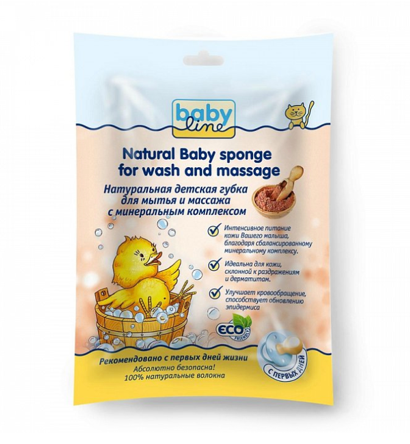 baby
line
Natural Baby sponge
for wash and massage
Натуральная детская губка
для мытья и массажа
с минеральным комплексом
Интенсивное питание
кожи Вашего малыша,
благодаря сбалансированному
минеральному комплексу.
Идеальна для кожи,
склонной к раздражениям
и дерматитам.
Улучшает кровообращение,
способствует обновлению
эпидермиса
ECO
Рекомендовано с первых дней жизни
Абсолютно безопасна!
100% натуральные волокна
С ПЕРВЫХ ДНЕЙ